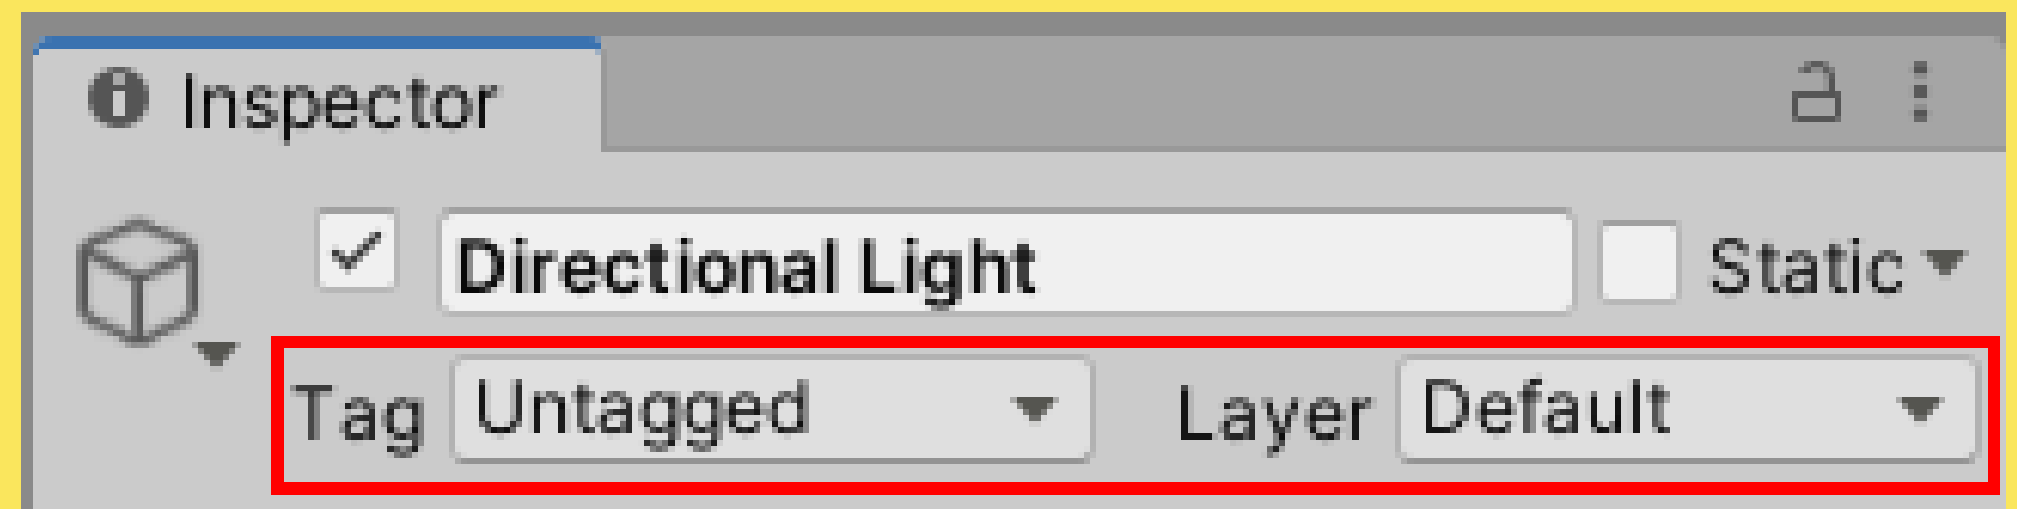 Inspector
Directional Light Static
Tag Untagged Layer Default